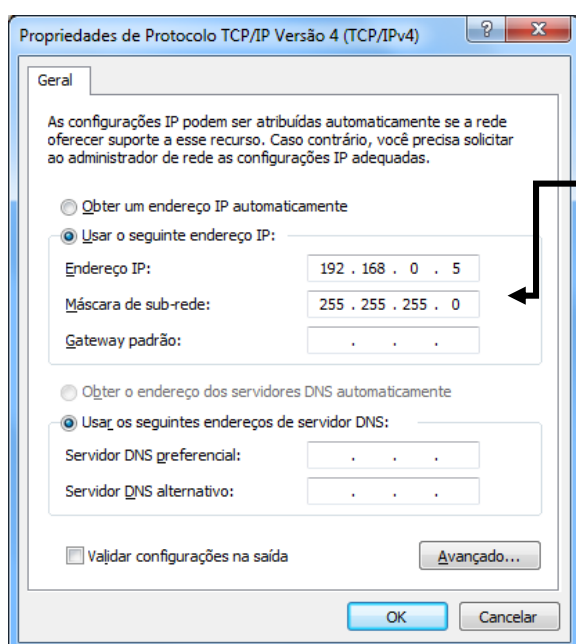 Propriedades de Protocolo TCP/IP Versão 4 (TCP/IPv4)
? X
Geral
As configurações IP podem ser atribuídas automaticamente se a rede
oferecer suporte a esse recurso. Caso contrário, você precisa solicitar
ao administrador de rede as configurações IP adequadas.
Obter um endereço IP automaticamente
Usar o seguinte endereço IP:
Endereço IP: 192 . 168 . 0 . 5
Máscara de sub-rede: 255 . 255 . 255 . 0
Gateway padrão: . . .
Obter o endereço dos servidores DNS automaticamente
Usar os seguintes endereços de servidor DNS:
Servidor DNS preferencial: . . .
Servidor DNS alternativo: . . .
Validar configurações na saída
Avançado...
OK Cancelar